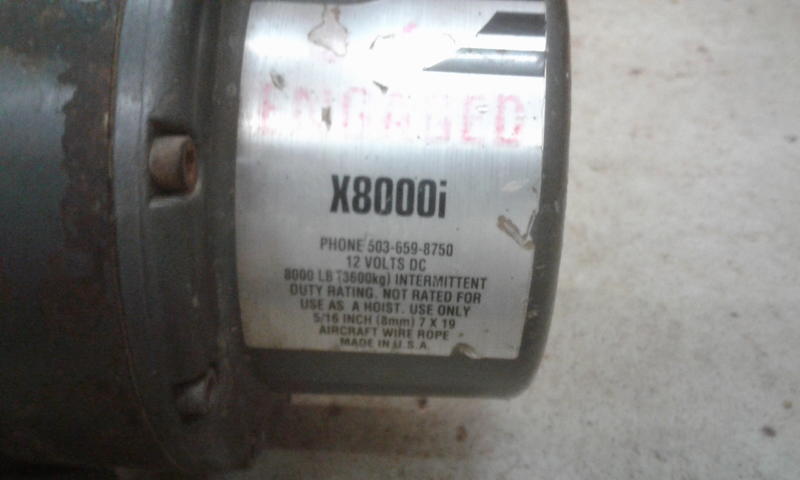 ENGAGED
X8000i
PHONE 503-659-8750
12 VOLTS DC
8000 LB (3600kg) INTERMITTENT
DUTY RATING. NOT RATED FOR
USE AS A HOIST. USE ONLY
5/16 INCH (8mm) 7 X 19
AIRCRAFT WIRE ROPE
MADE IN U.S.A.